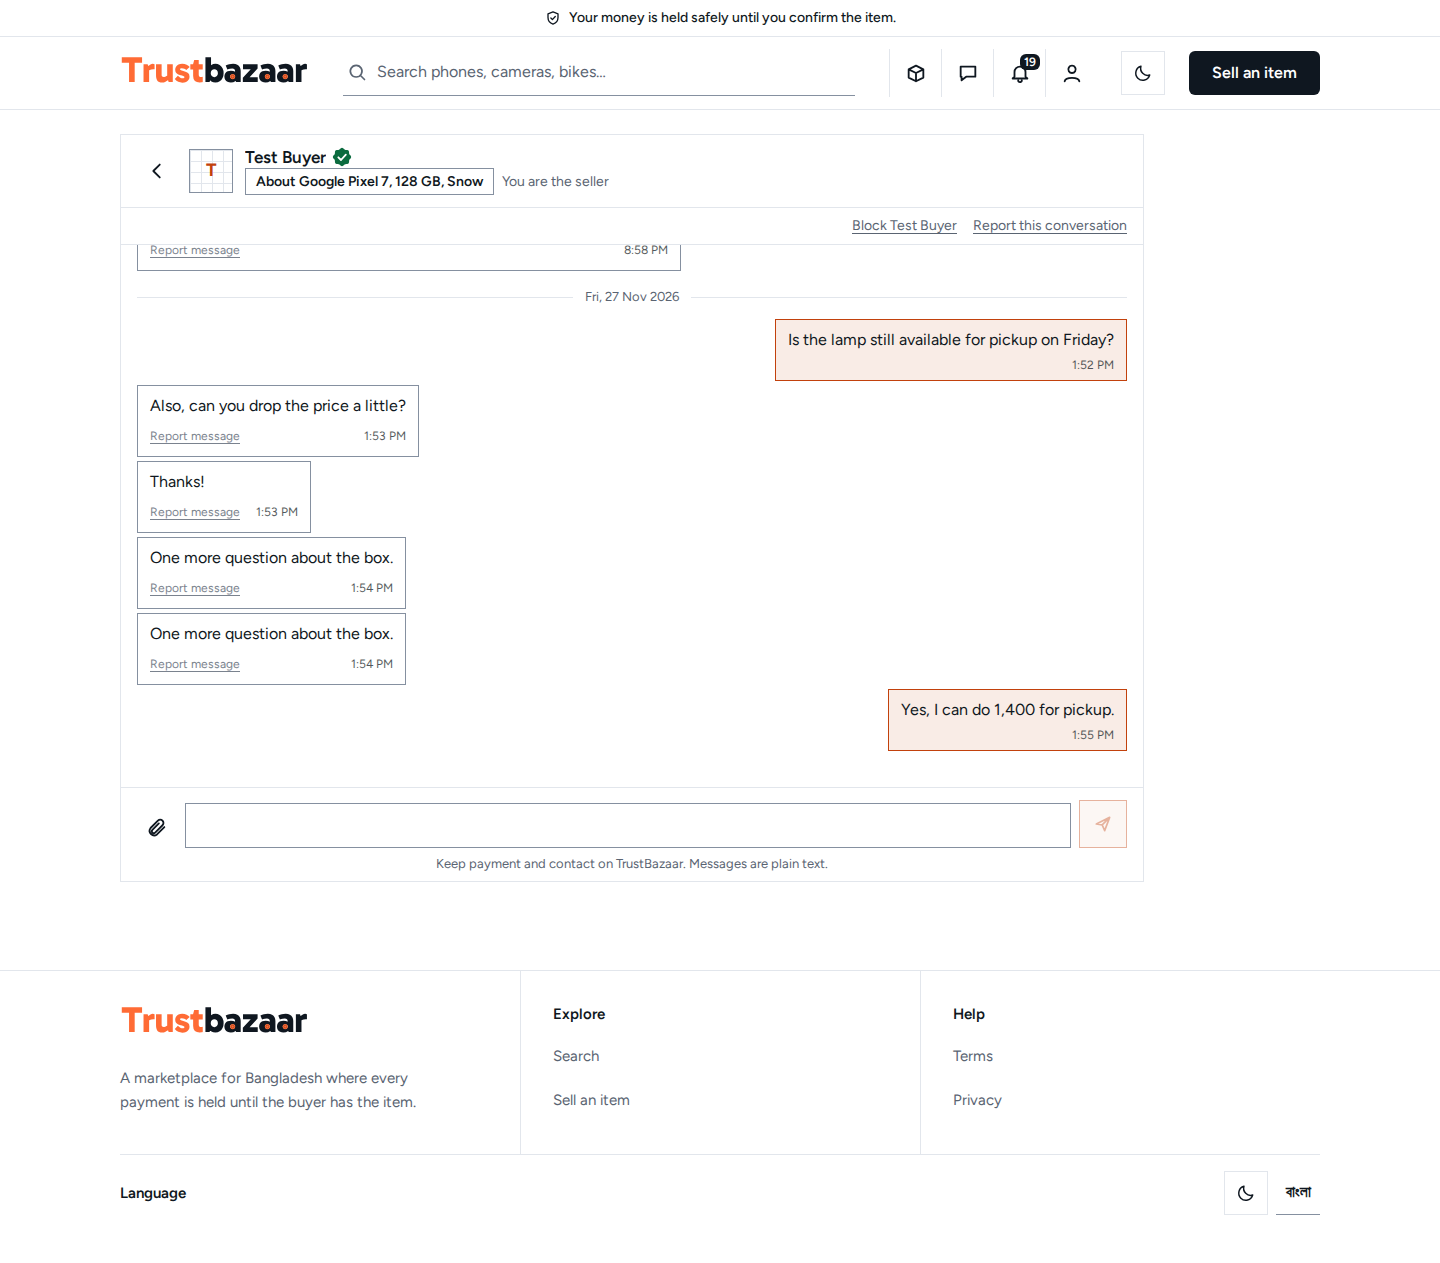 Your money is held safely until you confirm the item.
Trustbazaar
Search phones, cameras, bikes...
19
Sell an item
T
Test Buyer
About Google Pixel 7, 128 GB, Snow
You are the seller
Block Test Buyer
Report this conversation
Report message
8:58 PM
Fri, 27 Nov 2026
Is the lamp still available for pickup on Friday?
1:52 PM
Also, can you drop the price a little?
Report message
1:53 PM
Thanks!
Report message
1:53 PM
One more question about the box.
Report message
1:54 PM
One more question about the box.
Report message
1:54 PM
Yes, I can do 1,400 for pickup.
1:55 PM
Keep payment and contact on TrustBazaar. Messages are plain text.
Trustbazaar
A marketplace for Bangladesh where every
payment is held until the buyer has the item.
Explore
Search
Sell an item
Help
Terms
Privacy
Language
বাংলা